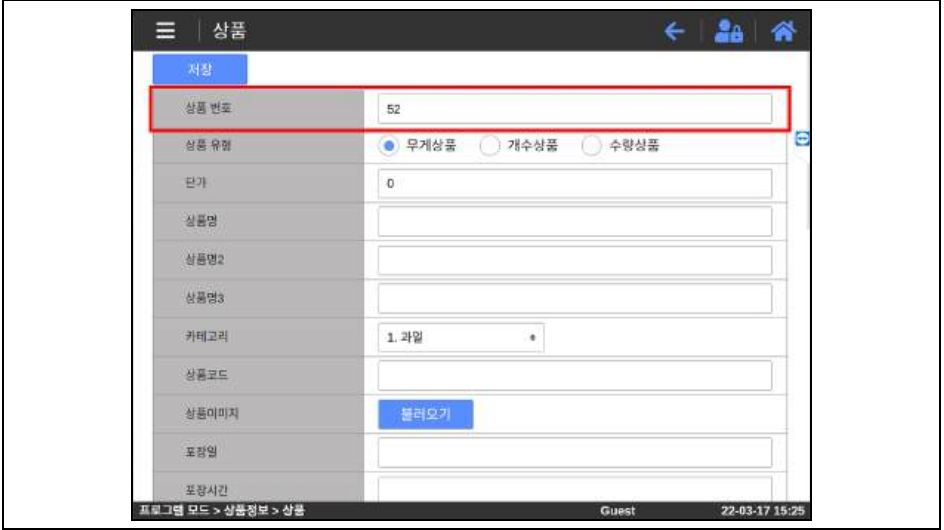 상품
저장
상품 번호 52
상품 유형 무게상품 개수상품 수량상품
단가 0
상품명
상품명2
상품명3
카테고리 1. 과일
상품코드
상품이미지 불러오기
포장일
포장시간
프로그램 모드 > 상품정보 > 상품 Guest 22-03-17 15:25